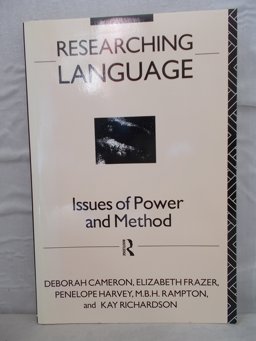 RESEARCHING
LANGUAGE
Issues of Power
and Method
R
DEBORAH CAMERON, ELIZABETH FRAZER,
PENELOPE HARVEY, M.B.H. RAMPTON,
and KAY RICHARDSON